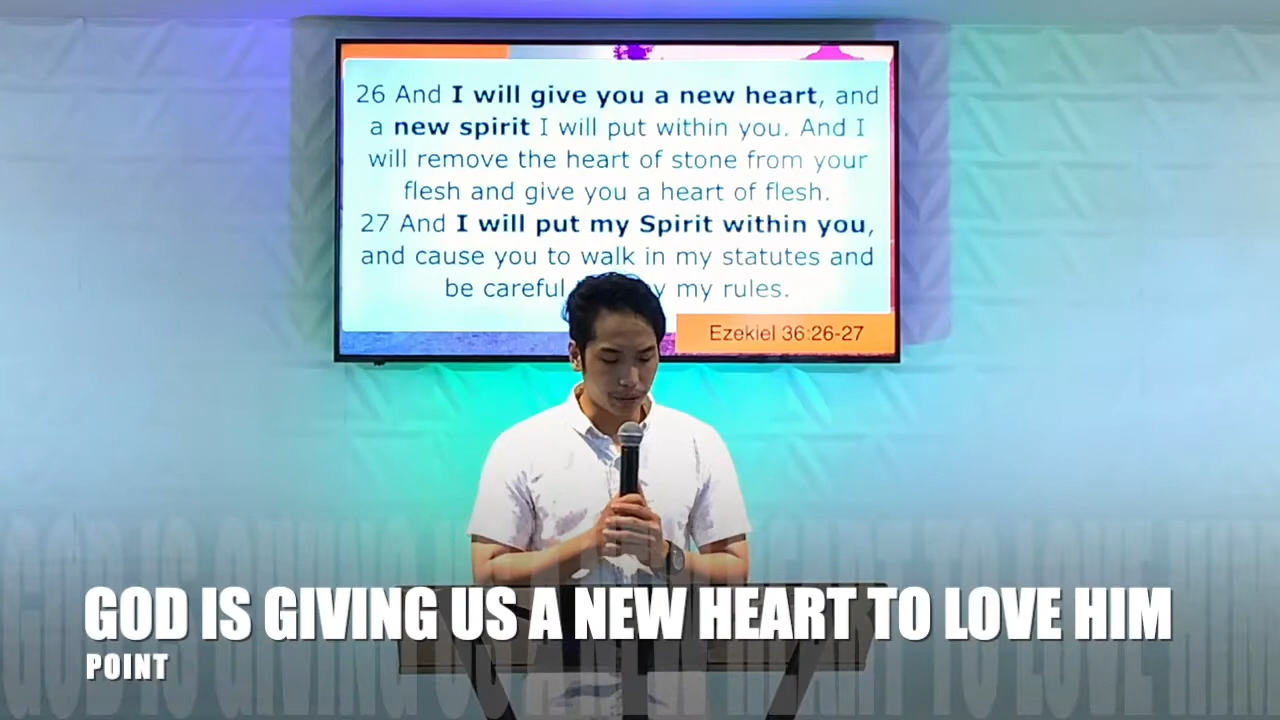 26 And I will give you a new heart, and
a new spirit I will put within you. And I
will remove the heart of stone from your
flesh and give you a heart of flesh.
27 And I will put my Spirit within you,
and cause you to walk in my statutes and
be careful my rules.
Ezekiel 36:26-27
GOD IS GIVING US A NEW HEART TO LOVE HIM
POINT